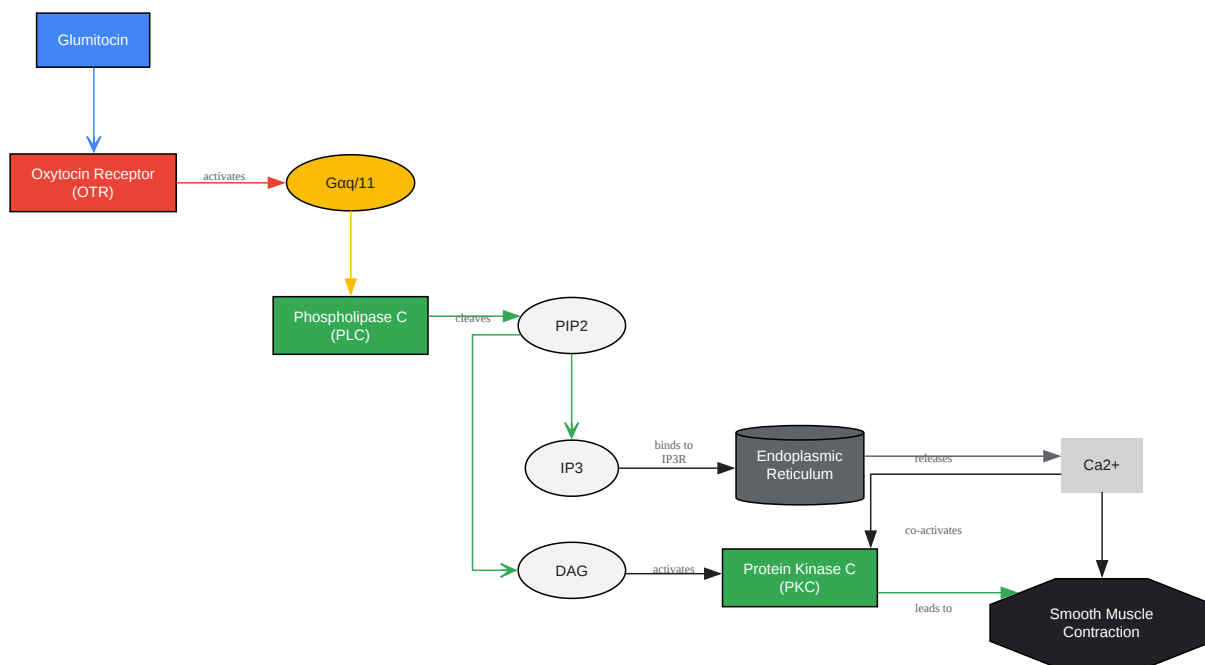 Glumitocin
Oxytocin Receptor
(OTR)
activates
Gαq/11
Phospholipase C
(PLC)
cleaves
PIP2
IP3
binds to
IP3R
Endoplasmic
Reticulum
releases
Ca2+
co-activates
DAG
activates
Protein Kinase C
(PKC)
leads to
Smooth Muscle
Contraction